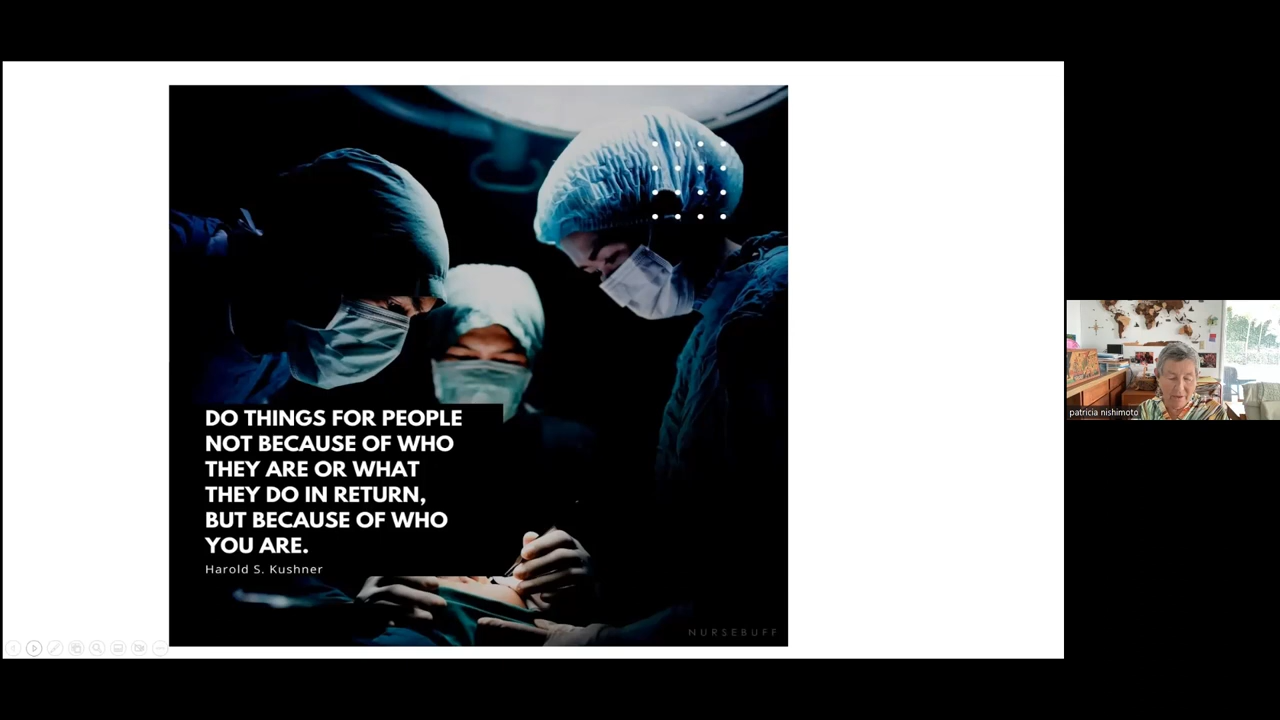 DO THINGS FOR PEOPLE
NOT BECAUSE OF WHO
THEY ARE OR WHAT
THEY DO IN RETURN,
BUT BECAUSE OF WHO
YOU ARE.
Harold S. Kushner
NURSEBUFF
patricia nishimoto